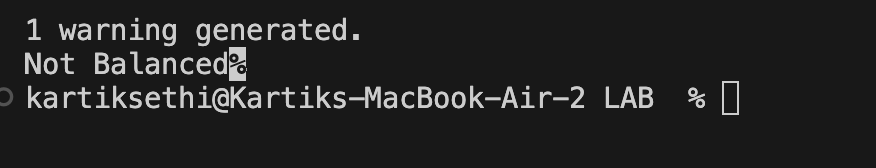 1 warning generated.
Not Balanced%
kartiksethi@Kartiks-MacBook-Air-2 LAB  %